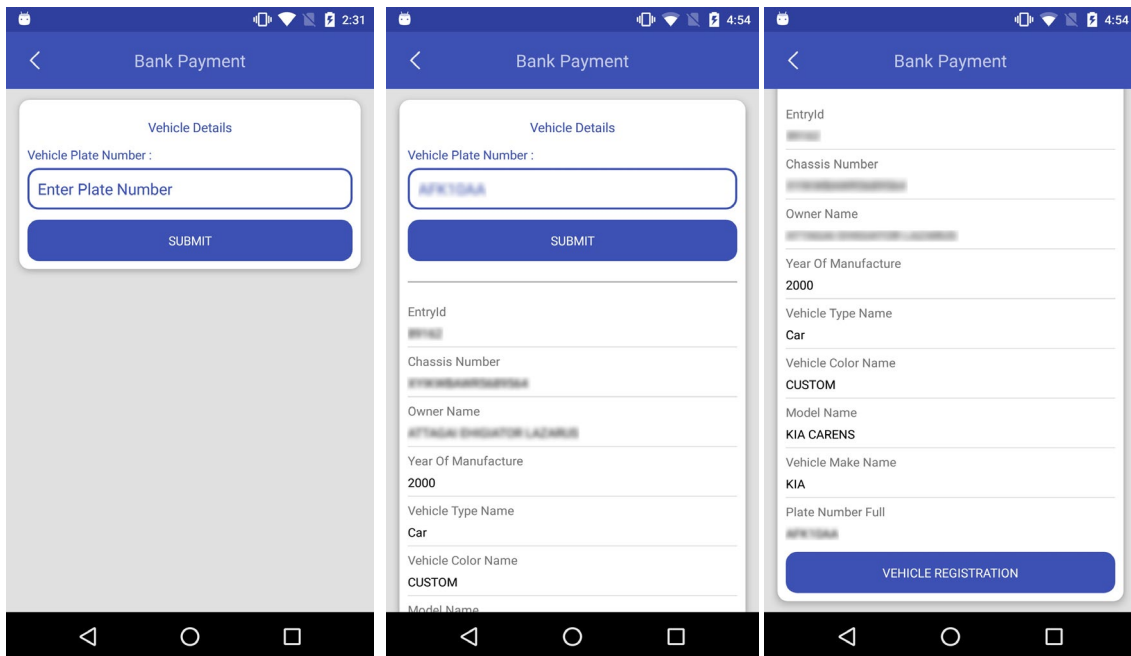 2:31
Bank Payment
Vehicle Details
Vehicle Plate Number :
Enter Plate Number
SUBMIT
4:54
Bank Payment
Vehicle Details
Vehicle Plate Number :
SUBMIT
EntryId
Chassis Number
Owner Name
Year Of Manufacture
2000
Vehicle Type Name
Car
Vehicle Color Name
CUSTOM
Model Name
4:54
Bank Payment
EntryId
Chassis Number
Owner Name
Year Of Manufacture
2000
Vehicle Type Name
Car
Vehicle Color Name
CUSTOM
Model Name
KIA CARENS
Vehicle Make Name
KIA
Plate Number Full
VEHICLE REGISTRATION